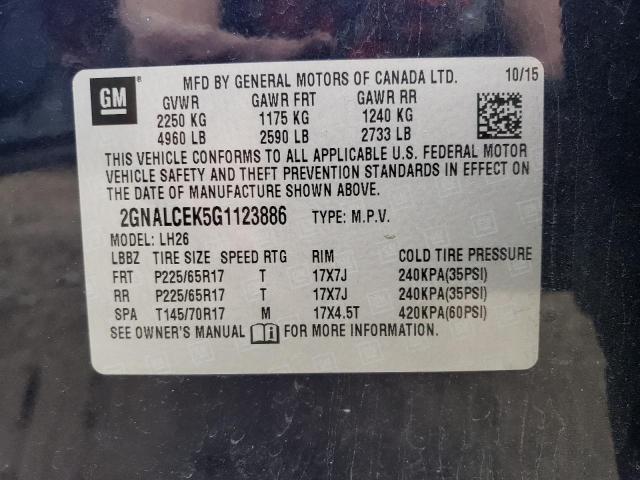 GM ® MFD BY GENERAL MOTORS OF CANADA LTD. 10/15
GVWR GAWR FRT GAWR RR
2250 KG 1175 KG 1240 KG
4960 LB 2590 LB 2733 LB
THIS VEHICLE CONFORMS TO ALL APPLICABLE U.S. FEDERAL MOTOR
VEHICLE SAFETY AND THEFT PREVENTION STANDARDS IN EFFECT ON
THE DATE OF MANUFACTURE SHOWN ABOVE.
2GNALCEK5G1123886 TYPE: M.P.V.
MODEL: LH26
LBBZ TIRE SIZE SPEED RTG RIM COLD TIRE PRESSURE
FRT P225/65R17 T 17X7J 240KPA(35PSI)
RR P225/65R17 T 17X7J 240KPA(35PSI)
SPA T145/70R17 M 17X4.5T 420KPA(60PSI)
SEE OWNER'S MANUAL i FOR MORE INFORMATION.